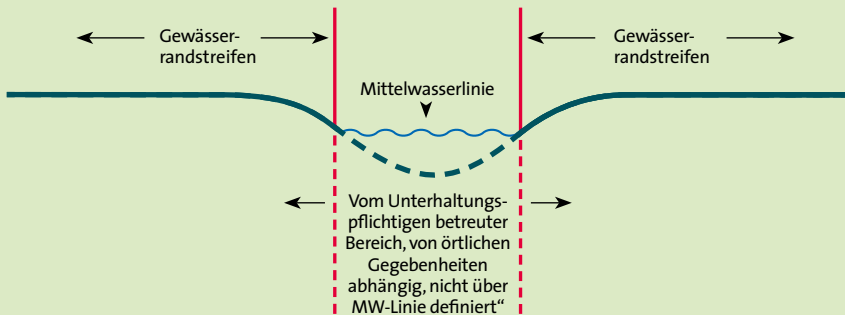 Gewässer-
randstreifen
Gewässer-
randstreifen
Mittelwasserlinie
Vom Unterhaltungs-
pflichtigen betreuter
Bereich, von örtlichen
Gegebenheiten
abhängig, nicht über
MW-Linie definiert“